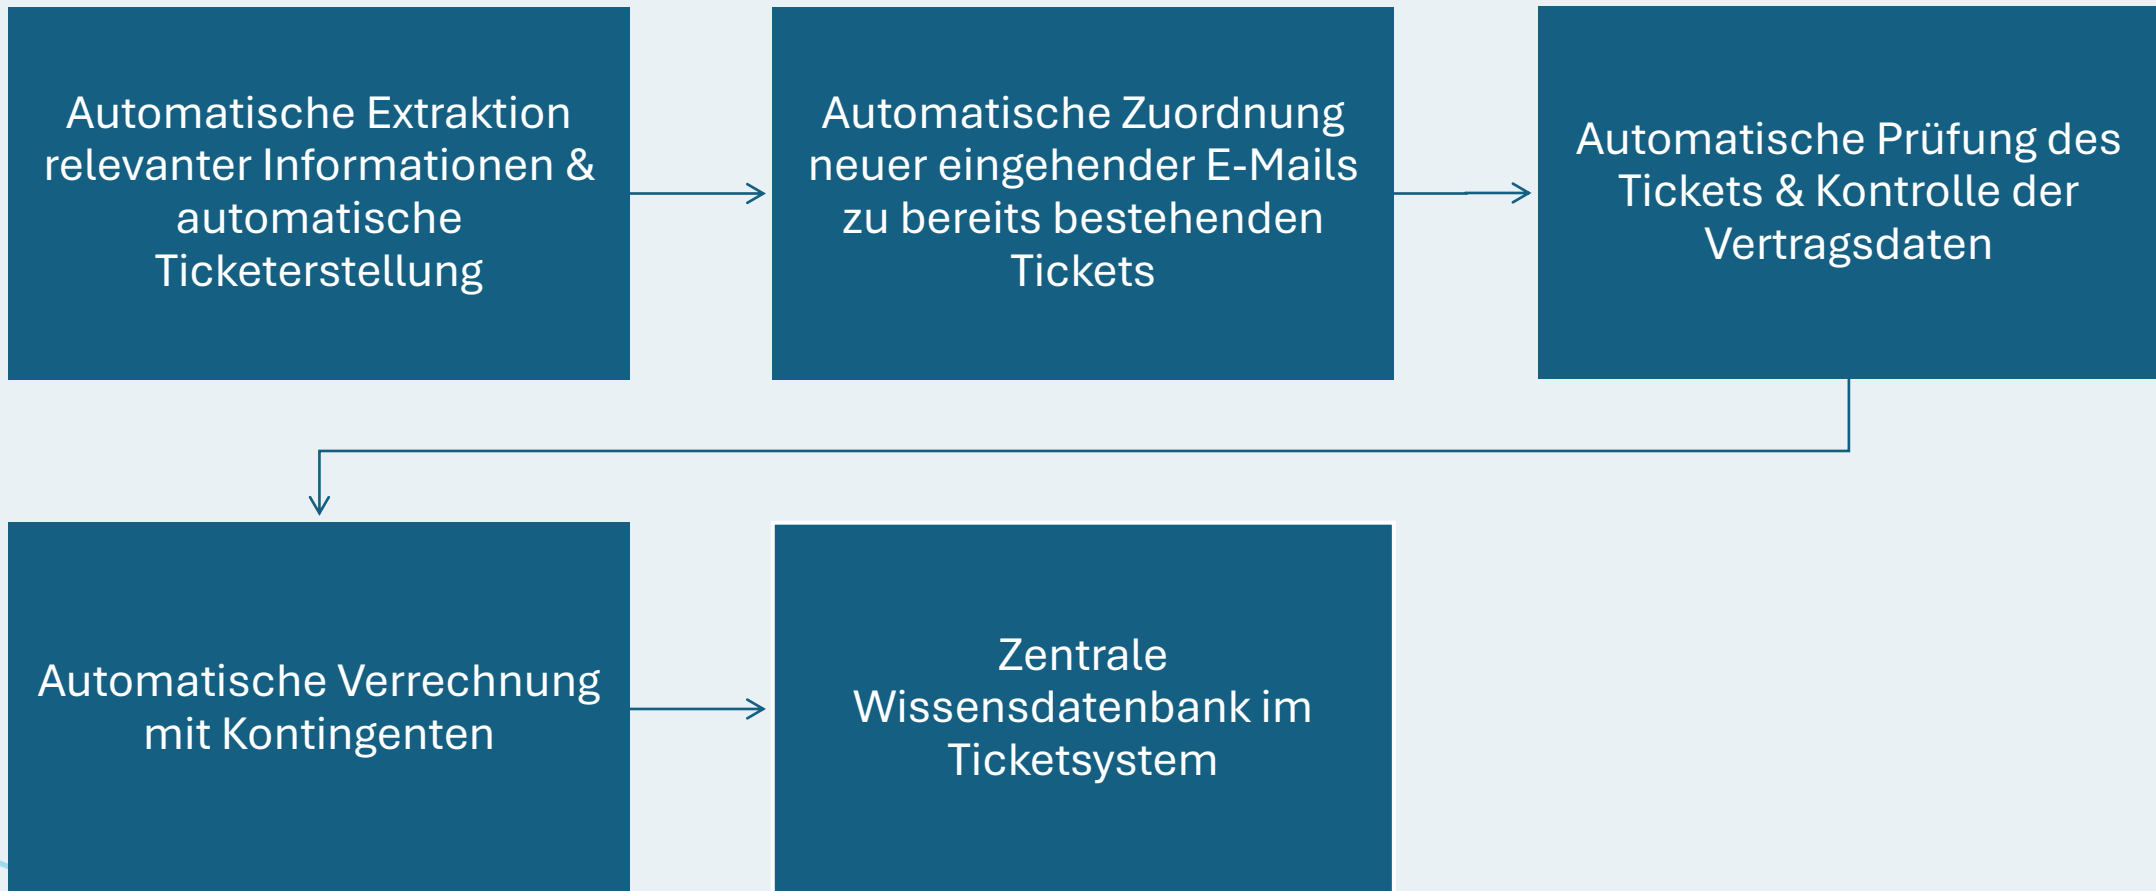 Automatische Extraktion
relevanter Informationen &
automatische
Ticketerstellung
Automatische Zuordnung
neuer eingehender E-Mails
zu bereits bestehenden
Tickets
Automatische Prüfung des
Tickets & Kontrolle der
Vertragsdaten
Automatische Verrechnung
mit Kontingenten
Zentrale
Wissensdatenbank im
Ticketsystem